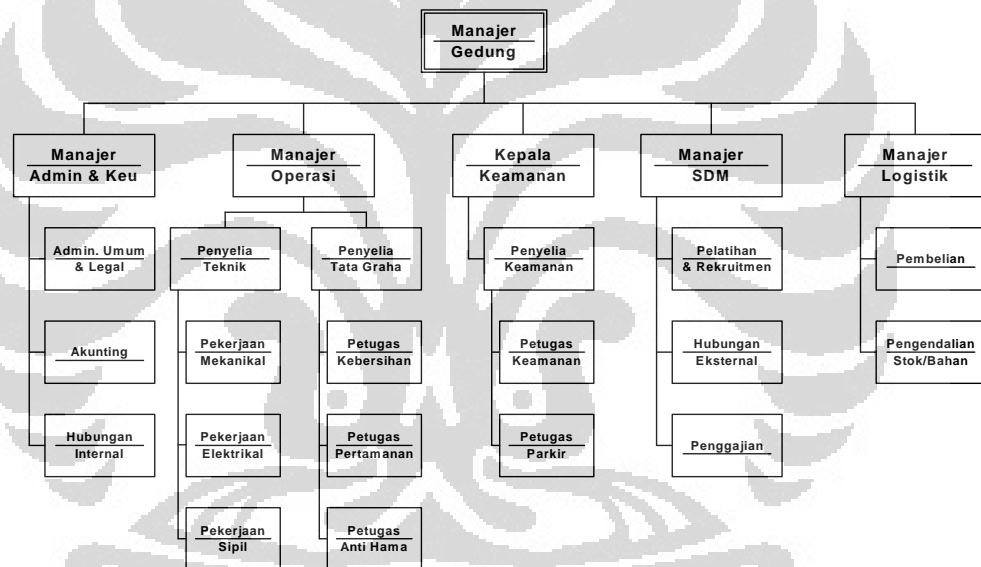 Manajer
Gedung
Manajer
Admin & Keu
Manajer
Operasi
Kepala
Keamanan
Manajer
SDM
Manajer
Logistik
Admin. Umum
& Legal
Penyelia
Teknik
Penyelia
Tata Graha
Penyelia
Keamanan
Pelatihan
& Rekruitmen
Pembelian
Akunting
Pekerjaan
Mekanikal
Petugas
Kebersihan
Petugas
Keamanan
Hubungan
Eksternal
Pengendalian
Stok/Bahan
Hubungan
Internal
Pekerjaan
Elektrikal
Petugas
Pertamanan
Petugas
Parkir
Penggajian
Pekerjaan
Sipil
Petugas
Anti Hama